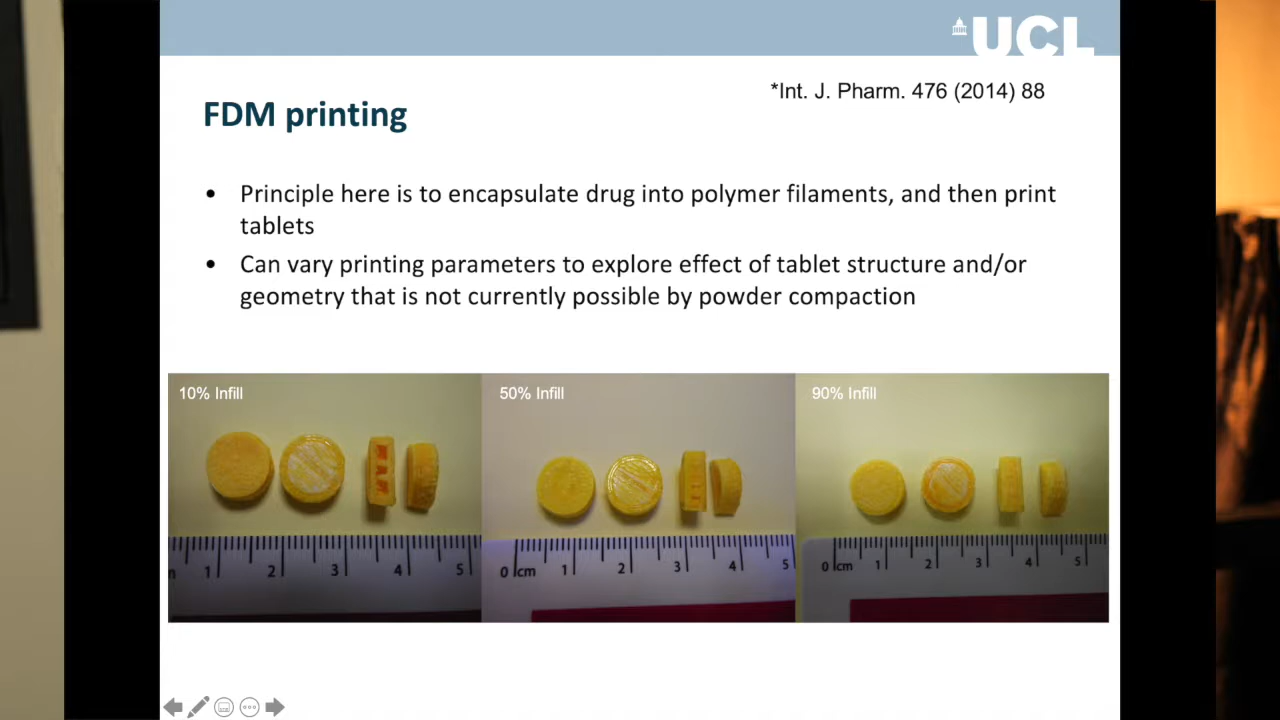 UCL
*Int. J. Pharm. 476 (2014) 88
FDM printing
• Principle here is to encapsulate drug into polymer filaments, and then print
tablets
• Can vary printing parameters to explore effect of tablet structure and/or
geometry that is not currently possible by powder compaction
10% Infill
50% Infill
90% Infill
1 2 3 4 5
0 cm 1 2 3 4 5
0 cm 1 2 3 4 5